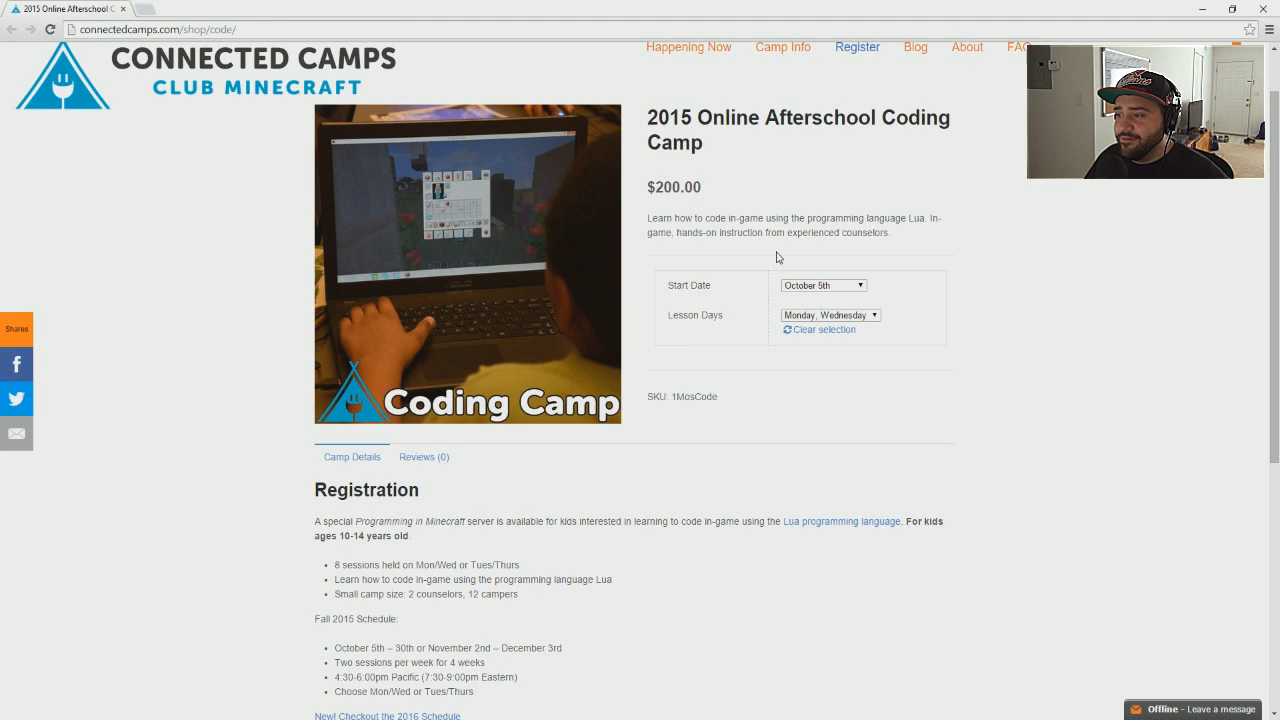 2015 Online Afterschool C
connectedcamps.com/shop/code/
CONNECTED CAMPS
CLUB MINECRAFT
Happening Now
Camp Info
Register
Blog
About
FAQ
2015 Online Afterschool Coding
Camp
$200.00
Learn how to code in-game using the programming language Lua. In-
game, hands-on instruction from experienced counselors.
Start Date
October 5th
Lesson Days
Monday, Wednesday
Clear selection
SKU: 1MosCode
Shares
Coding Camp
Camp Details
Reviews (0)
Registration
A special Programming in Minecraft server is available for kids interested in learning to code in-game using the Lua programming language. For kids
ages 10-14 years old.
• 8 sessions held on Mon/Wed or Tues/Thurs
• Learn how to code in-game using the programming language Lua
• Small camp size: 2 counselors, 12 campers
Fall 2015 Schedule:
• October 5th – 30th or November 2nd – December 3rd
• Two sessions per week for 4 weeks
• 4:30-6:00pm Pacific (7:30-9:00pm Eastern)
• Choose Mon/Wed or Tues/Thurs
New! Checkout the 2016 Schedule
Offline - Leave a message